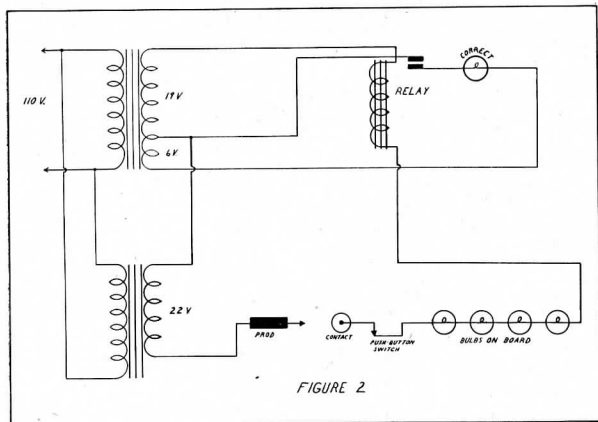 CORRECT
110 V.
19 V
RELAY
6 V.
22 V
PROD
CONTACT
PUSH-BUTTON
SWITCH
BULBS ON BOARD
FIGURE 2